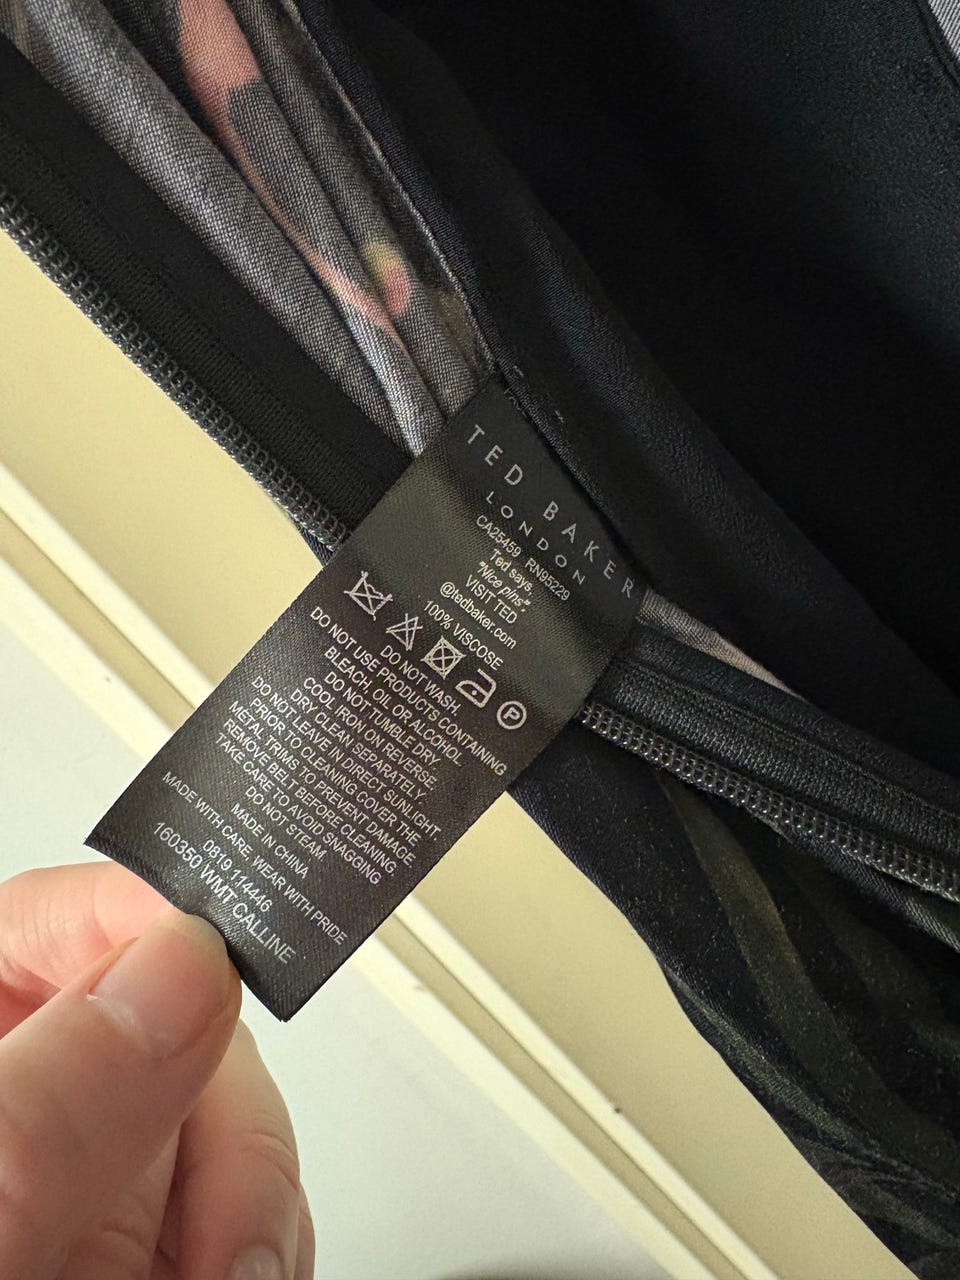 TED BAKER
LONDON
CA25459 RN95229
Ted says,
"Nice pins".
VISIT TED
@tedbaker.com
100% VISCOSE
P
DO NOT WASH.
DO NOT USE PRODUCTS CONTAINING
BLEACH, OIL OR ALCOHOL
DO NOT TUMBLE DRY.
COOL IRON ON REVERSE.
DRY CLEAN SEPARATELY.
DO NOT LEAVE IN DIRECT SUNLIGHT
PRIOR TO CLEANING COVER THE
METAL TRIMS TO PREVENT DAMAGE
REMOVE BELT BEFORE CLEANING.
TAKE CARE TO AVOID SNAGGING
DO NOT STEAM
MADE IN CHINA
MADE WITH CARE, WEAR WITH PRIDE
0819 114446
160350 WMT CALLINE